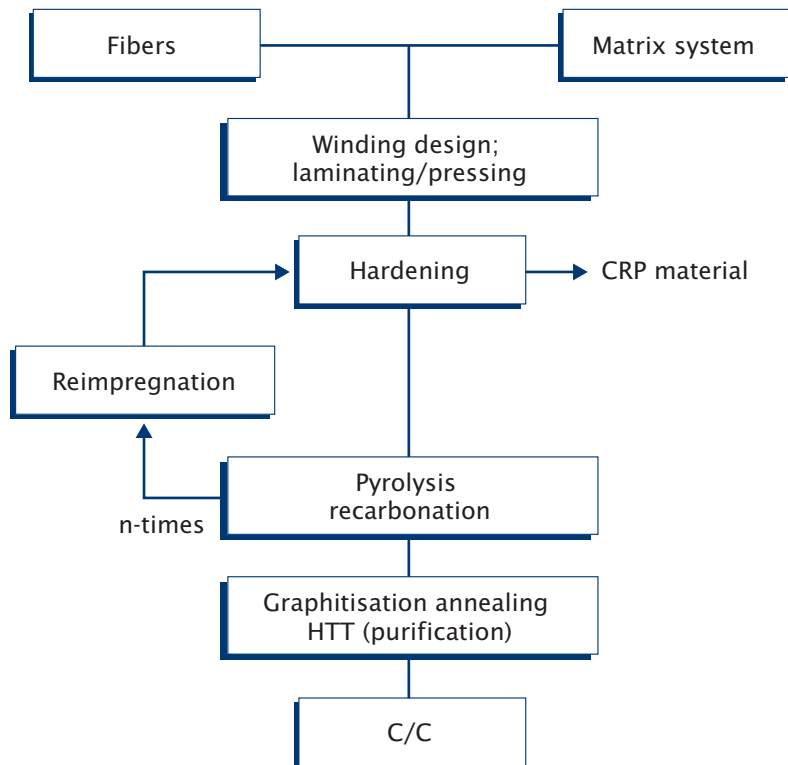 Fibers
Matrix system
Winding design;
laminating/pressing
Hardening
CRP material
Reimpregnation
Pyrolysis
recarbonation
n-times
Graphitisation annealing
HTT (purification)
C/C